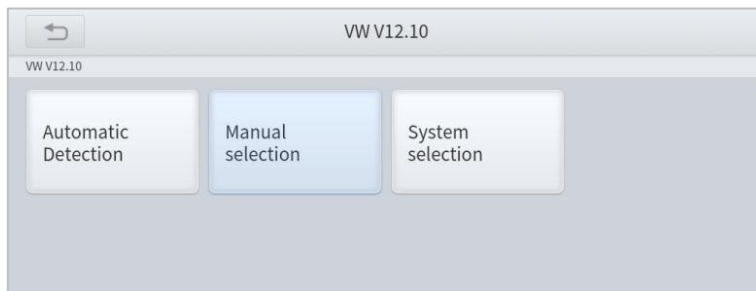 VW V12.10
VW V12.10
Automatic
Detection
Manual
selection
System
selection